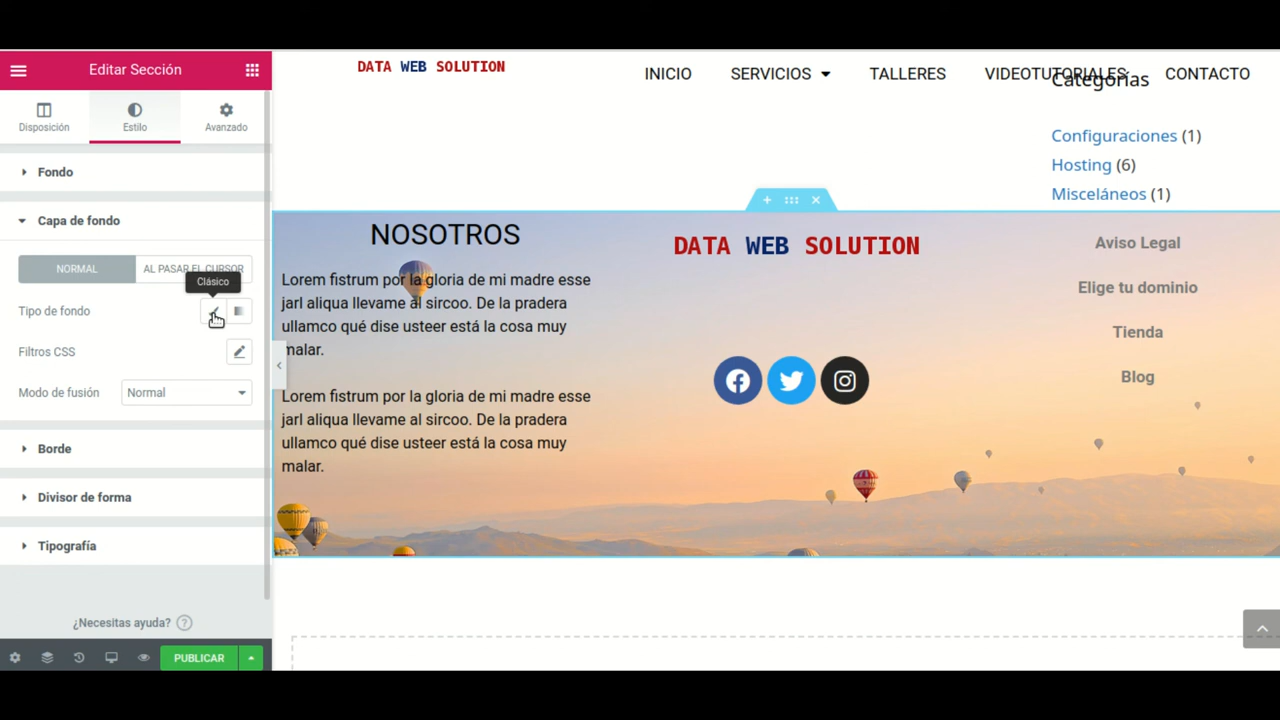 Editar Sección
Disposición
Estilo
Avanzado
Fondo
Capa de fondo
NORMAL
AL PASAR EL CURSOR
Clásico
Tipo de fondo
Filtros CSS
Modo de fusión
Normal
Borde
Divisor de forma
Tipografía
¿Necesitas ayuda? ?
PUBLICAR
DATA WEB SOLUTION
INICIO
SERVICIOS
TALLERES
VIDEOTUTORIALES
CONTACTO
Categorías
Configuraciones (1)
Hosting (6)
Misceláneos (1)
NOSOTROS
Lorem fistrum por la gloria de mi madre esse
jarl aliqua llevame al sircoo. De la pradera
ullamco qué dise usteer está la cosa muy
malar.
Lorem fistrum por la gloria de mi madre esse
jarl aliqua llevame al sircoo. De la pradera
ullamco qué dise usteer está la cosa muy
malar.
DATA WEB SOLUTION
Aviso Legal
Elige tu dominio
Tienda
Blog